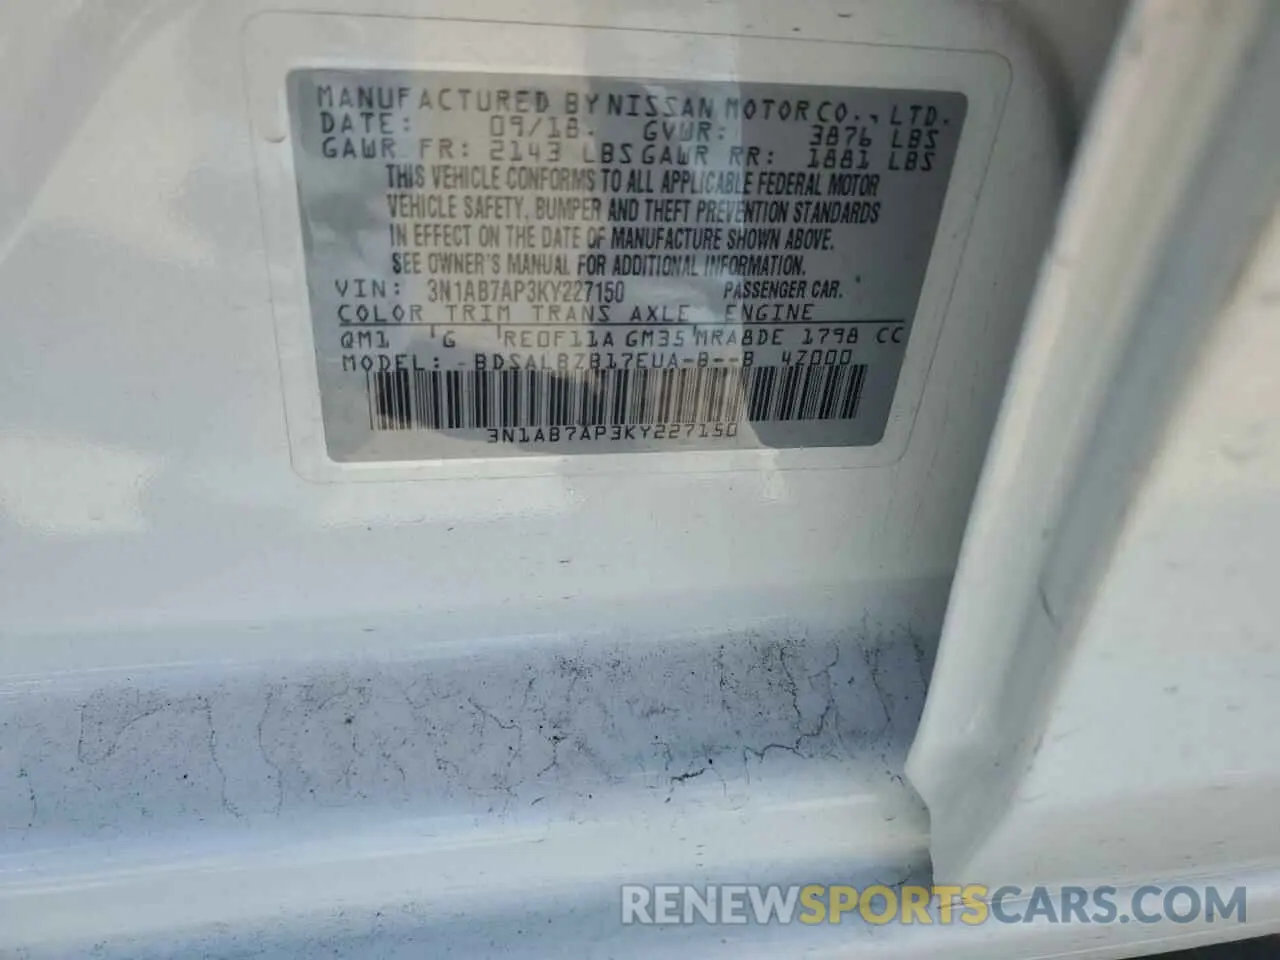 MANUFACTURED BY NISSAN MOTOR CO., LTD.
DATE: 09/18. GVWR: 3876 LBS
GAWR FR: 2143 LBS GAWR RR: 1881 LBS
THIS VEHICLE CONFORMS TO ALL APPLICABLE FEDERAL MOTOR
VEHICLE SAFETY, BUMPER AND THEFT PREVENTION STANDARDS
IN EFFECT ON THE DATE OF MANUFACTURE SHOWN ABOVE.
SEE OWNER'S MANUAL FOR ADDITIONAL INFORMATION.
VIN: 3N1AB7AP3KY227150 PASSENGER CAR.
COLOR TRIM TRANS AXLE ENGINE
QM1 G RE0F11A GM35 MRA8DE 1798 CC
MODEL: BDSALBZB17EUA-B--B 4Z000
3N1AB7AP3KY227150
RENEWSPORTSCARS.COM